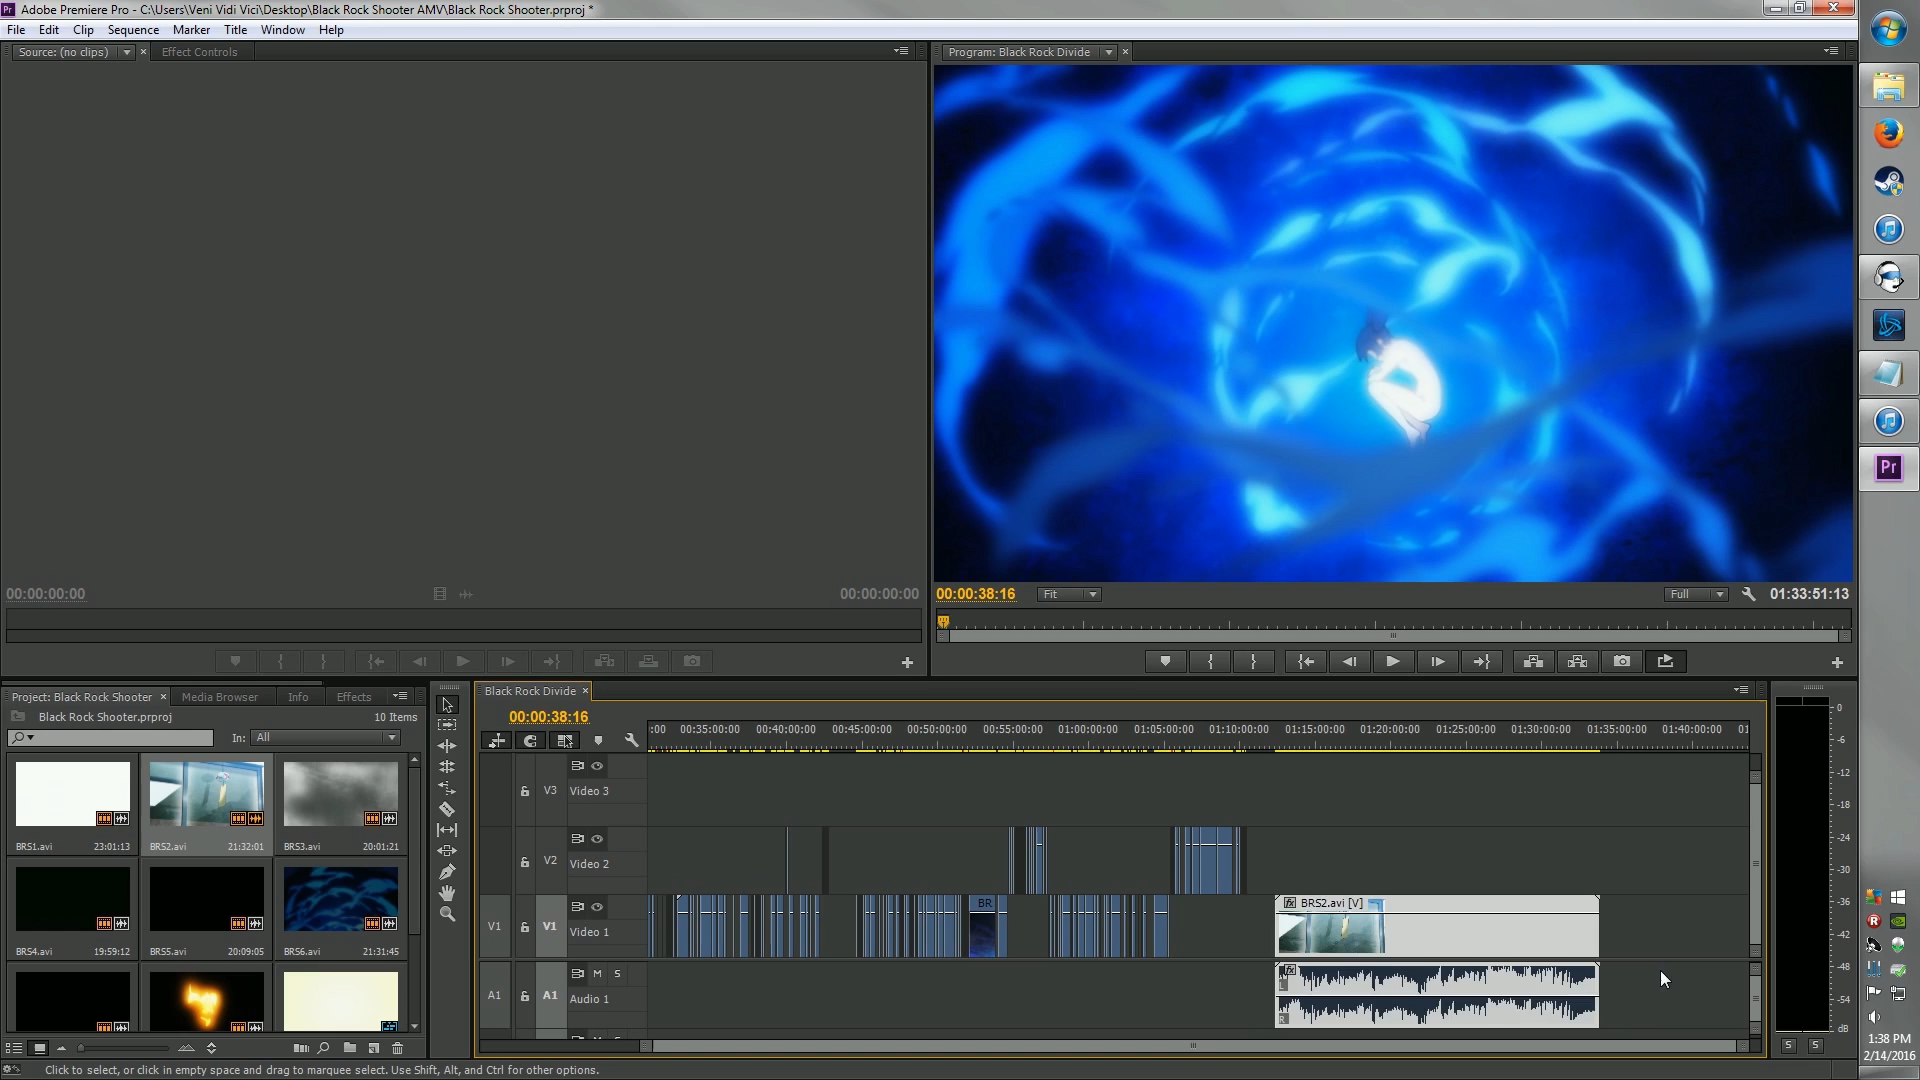 Adobe Premiere Pro - C:\Users\Veni Vidi Vici\Desktop\Black Rock Shooter AMV\Black Rock Shooter.prproj *
File Edit Clip Sequence Marker Title Window Help
Source: (no clips) Effect Controls
Program: Black Rock Divide
00:00:00:00 00:00:00:00
00:00:38:16 Fit Full 01:33:51:13
Project: Black Rock Shooter Media Browser Info Effects
Black Rock Shooter.prproj 10 Items
In: All
BRS1.avi 23:01:13 BRS2.avi 21:32:01 BRS3.avi 20:01:21
BRS4.avi 19:59:12 BRS5.avi 20:09:05 BRS6.avi 21:31:45
Black Rock Divide
00:00:38:16
:00 00:35:00:00 00:40:00:00 00:45:00:00 00:50:00:00 00:55:00:00 01:00:00:00 01:05:00:00 01:10:00:00 01:15:00:00 01:20:00:00 01:25:00:00 01:30:00:00 01:35:00:00 01:40:00:00 01
V3 Video 3
V2 Video 2
V1 V1 Video 1
BR
BRS2.avi [V]
M S
A1 A1 Audio 1
L
R
0
-6
-12
-18
-24
-30
-36
-42
-48
-54
dB
S S
Click to select, or click in empty space and drag to marquee select. Use Shift, Alt, and Ctrl for other options.
Pr
1:38 PM
2/14/2016